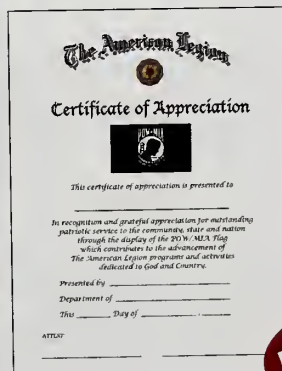 The American Legion
Certificate of Appreciation
POW★MIA
This certificate of appreciation is presented to
In recognition and grateful appreciation for outstanding
patriotic service to the community, state and nation
through the display of the POW/MIA Flag
which contributes to the advancement of
The American Legion programs and activities
dedicated to God and Country.
Presented by
Department of
This Day of
ATTEST